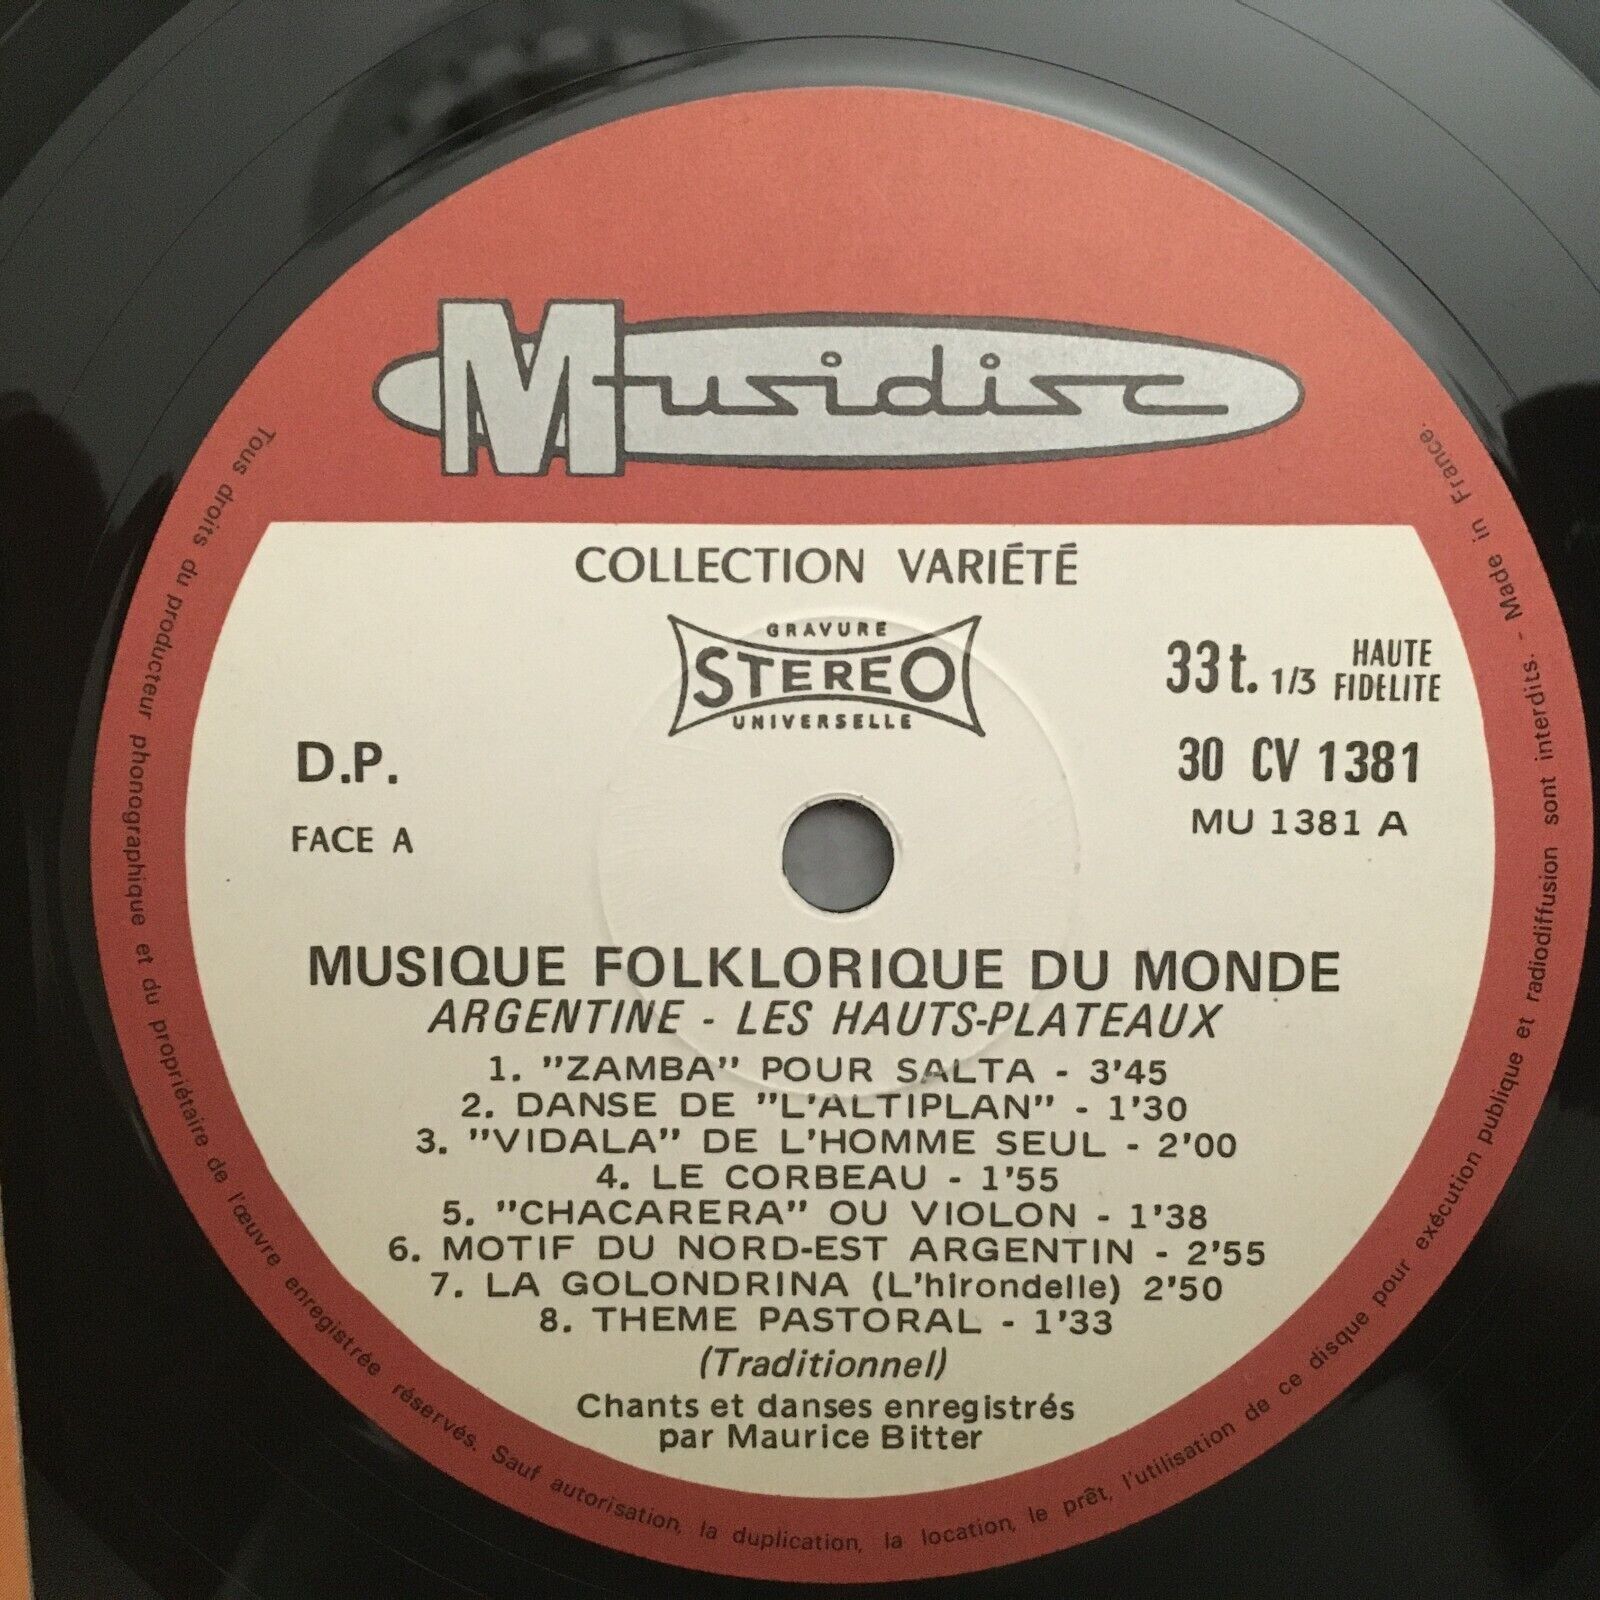 Musidisc
COLLECTION VARIÉTÉ
GRAVURE
STEREO
UNIVERSELLE
33t. 1/3 HAUTE FIDELITE
D.P.
30 CV 1381
FACE A
MU 1381 A
MUSIQUE FOLKLORIQUE DU MONDE
ARGENTINE - LES HAUTS-PLATEAUX
1. "ZAMBA" POUR SALTA - 3'45
2. DANSE DE "L'ALTIPLAN" - 1'30
3. "VIDALA" DE L'HOMME SEUL - 2'00
4. LE CORBEAU - 1'55
5. "CHACARERA" OU VIOLON - 1'38
6. MOTIF DU NORD-EST ARGENTIN - 2'55
7. LA GOLONDRINA (L'hirondelle) 2'50
8. THEME PASTORAL - 1'33
(Traditionnel)
Chants et danses enregistrés
par Maurice Bitter
Tous droits du producteur phonographique et du propriétaire de l'œuvre enregistrée réservés. Sauf autorisation, la duplication, la location, le prêt, l'utilisation de ce disque pour exécution publique et radiodiffusion sont interdits. - Made in France.